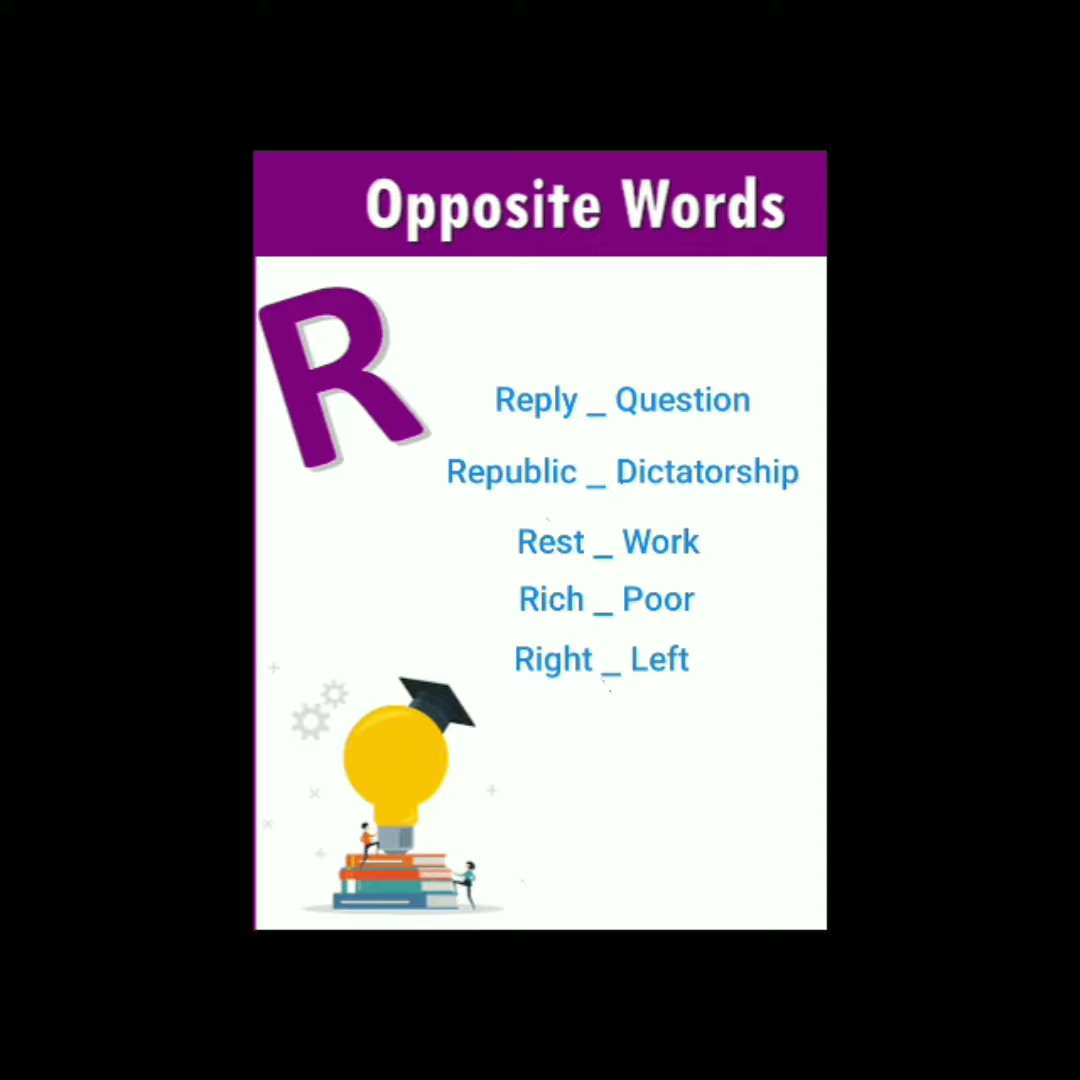 Opposite Words
R
Reply _ Question
Republic _ Dictatorship
Rest _ Work
Rich _ Poor
Right _ Left